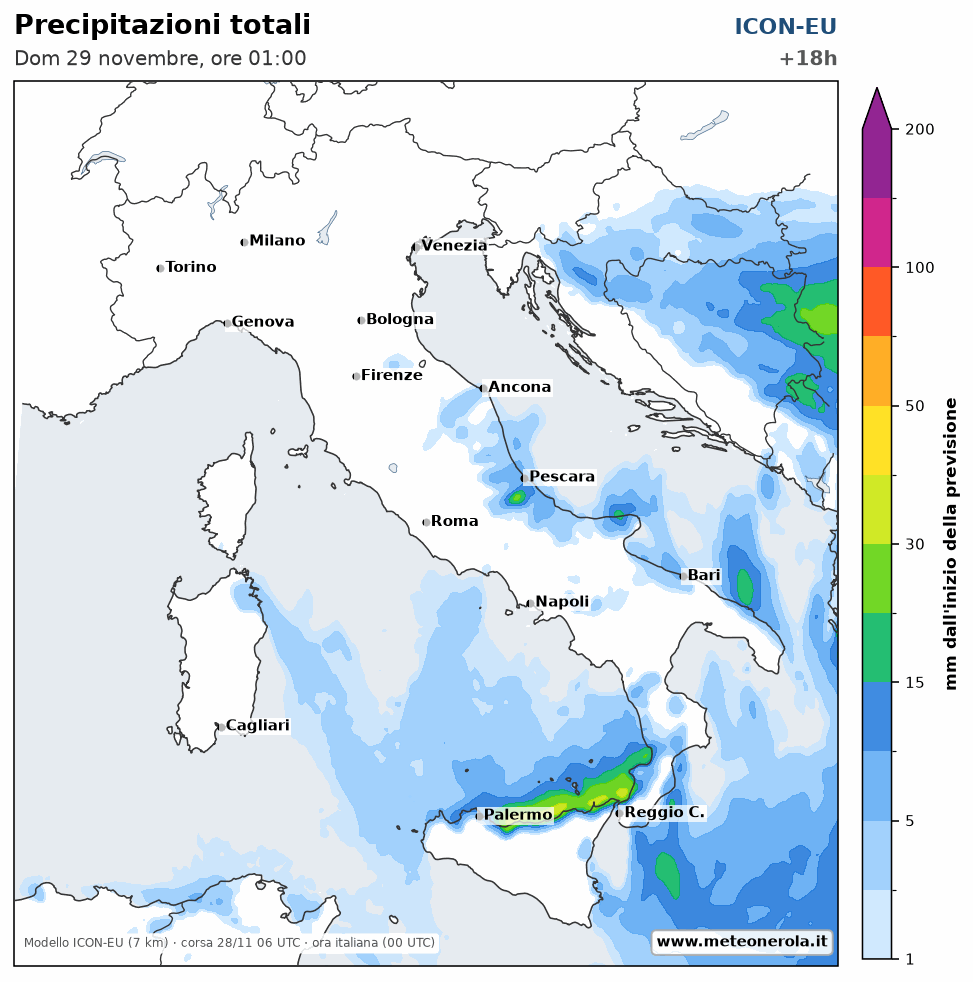 Precipitazioni totali
ICON-EU
Dom 29 novembre, ore 01:00
+18h
Milano
Venezia
Torino
Genova
Bologna
Firenze
Ancona
Pescara
Roma
Bari
Napoli
Cagliari
Palermo
Reggio C.
Modello ICON-EU (7 km) · corsa 28/11 06 UTC · ora italiana (00 UTC)
www.meteonerola.it
200
100
50
30
15
5
1
mm dall'inizio della previsione